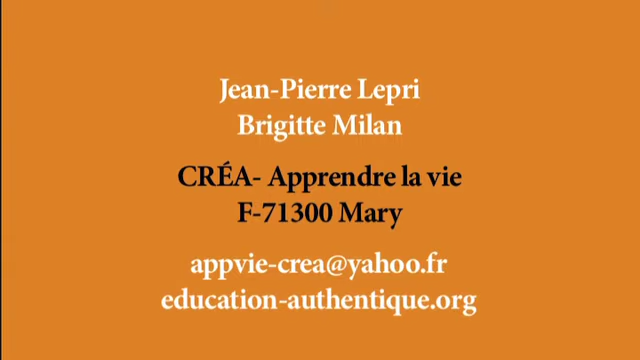 Jean-Pierre Lepri
Brigitte Milan
CRÉA- Apprendre la vie
F-71300 Mary
appvie-crea@yahoo.fr
education-authentique.org